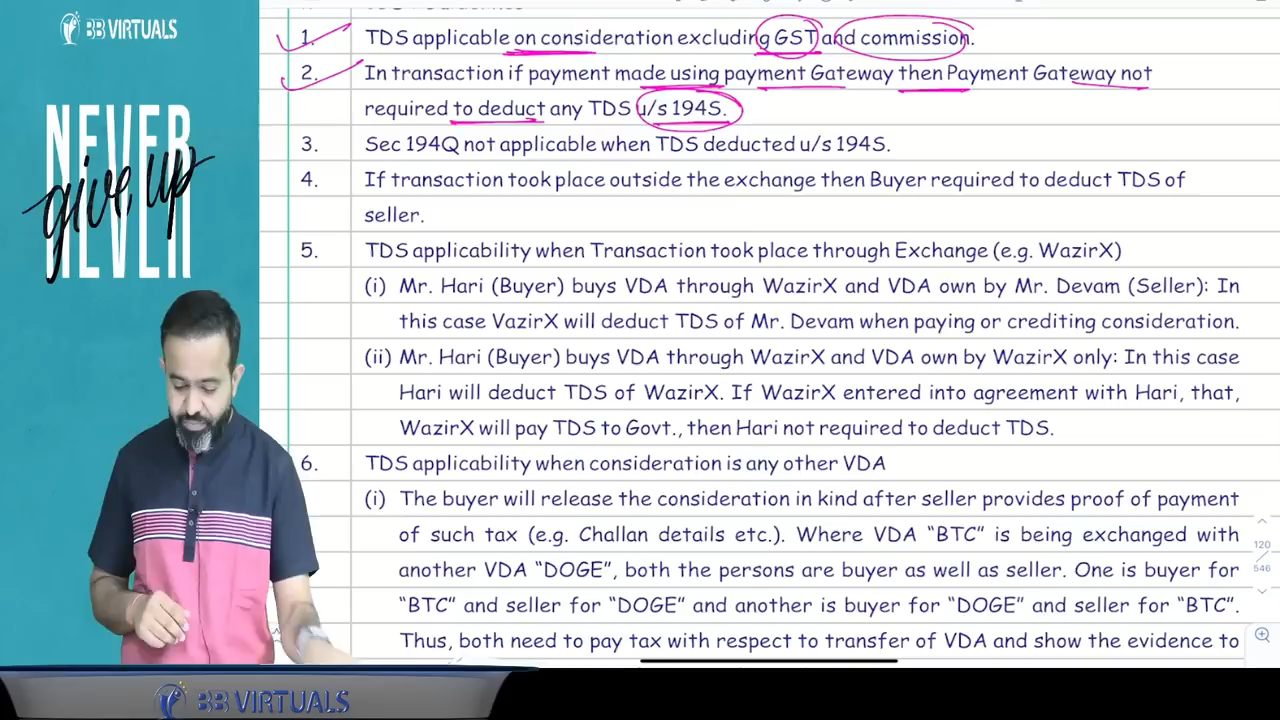 BB VIRTUALS
NEVER
give up
NEVER
1. TDS applicable on consideration excluding GST and commission.
2. In transaction if payment made using payment Gateway then Payment Gateway not
required to deduct any TDS u/s 194S.
3. Sec 194Q not applicable when TDS deducted u/s 194S.
4. If transaction took place outside the exchange then Buyer required to deduct TDS of
seller.
5. TDS applicability when Transaction took place through Exchange (e.g. WazirX)
(i) Mr. Hari (Buyer) buys VDA through WazirX and VDA own by Mr. Devam (Seller): In
this case VazirX will deduct TDS of Mr. Devam when paying or crediting consideration.
(ii) Mr. Hari (Buyer) buys VDA through WazirX and VDA own by WazirX only: In this case
Hari will deduct TDS of WazirX. If WazirX entered into agreement with Hari, that,
WazirX will pay TDS to Govt., then Hari not required to deduct TDS.
6. TDS applicability when consideration is any other VDA
(i) The buyer will release the consideration in kind after seller provides proof of payment
of such tax (e.g. Challan details etc.). Where VDA “BTC” is being exchanged with
another VDA “DOGE”, both the persons are buyer as well as seller. One is buyer for
“BTC” and seller for “DOGE” and another is buyer for “DOGE” and seller for “BTC”.
Thus, both need to pay tax with respect to transfer of VDA and show the evidence to
120
546
BB VIRTUALS